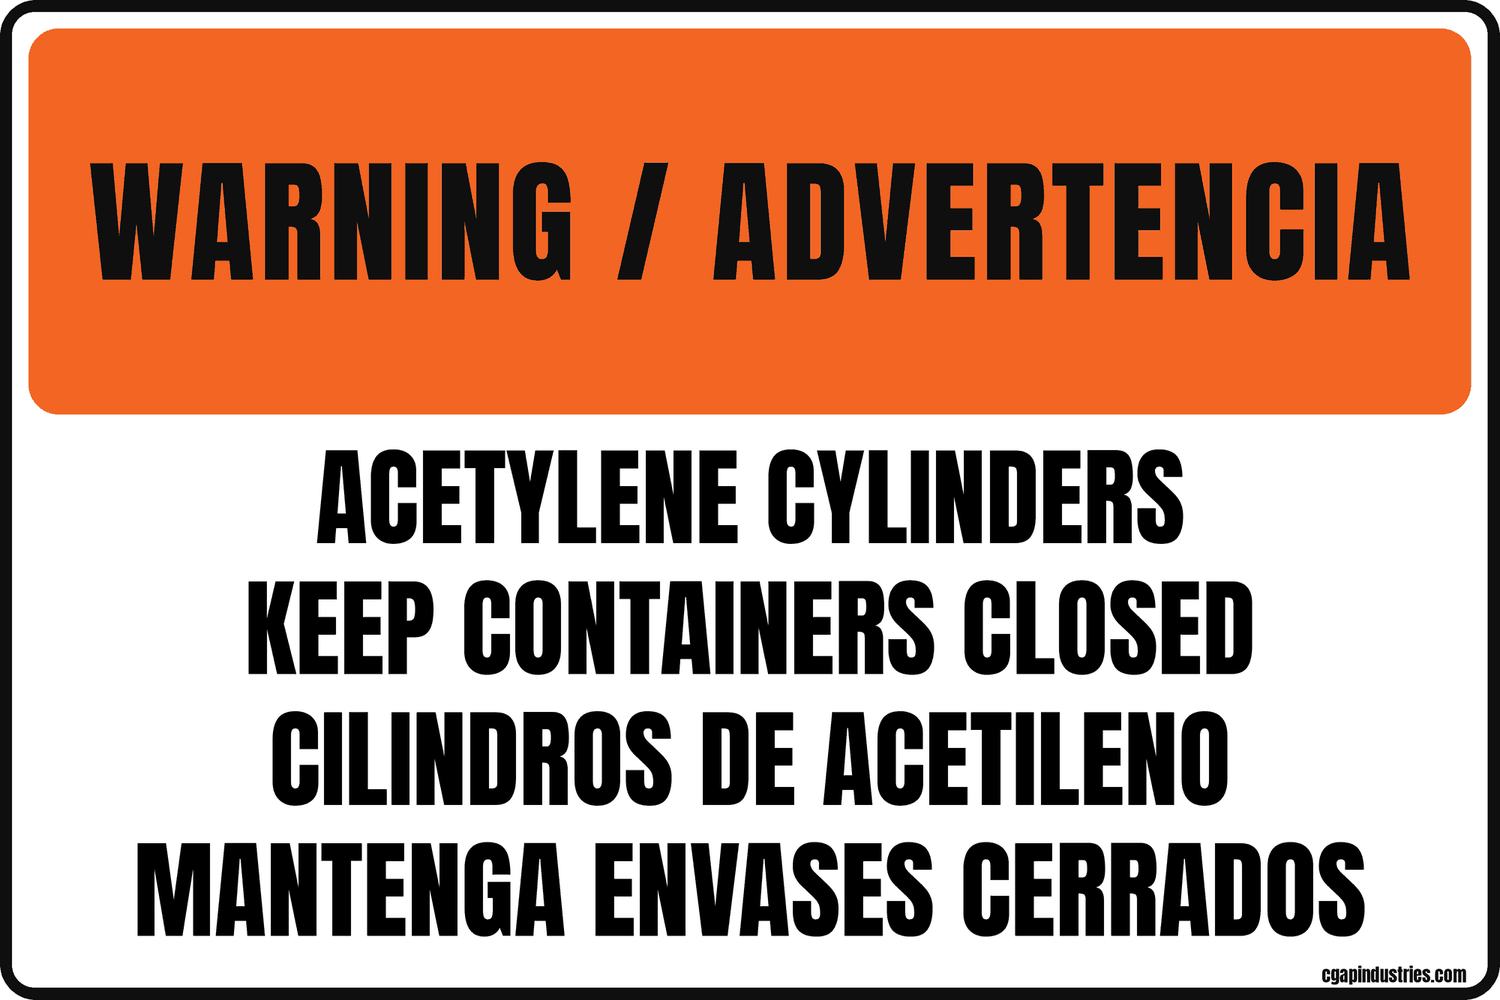 WARNING / ADVERTENCIA
ACETYLENE CYLINDERS
KEEP CONTAINERS CLOSED
CILINDROS DE ACETILENO
MANTENGA ENVASES CERRADOS
cgapindustries.com